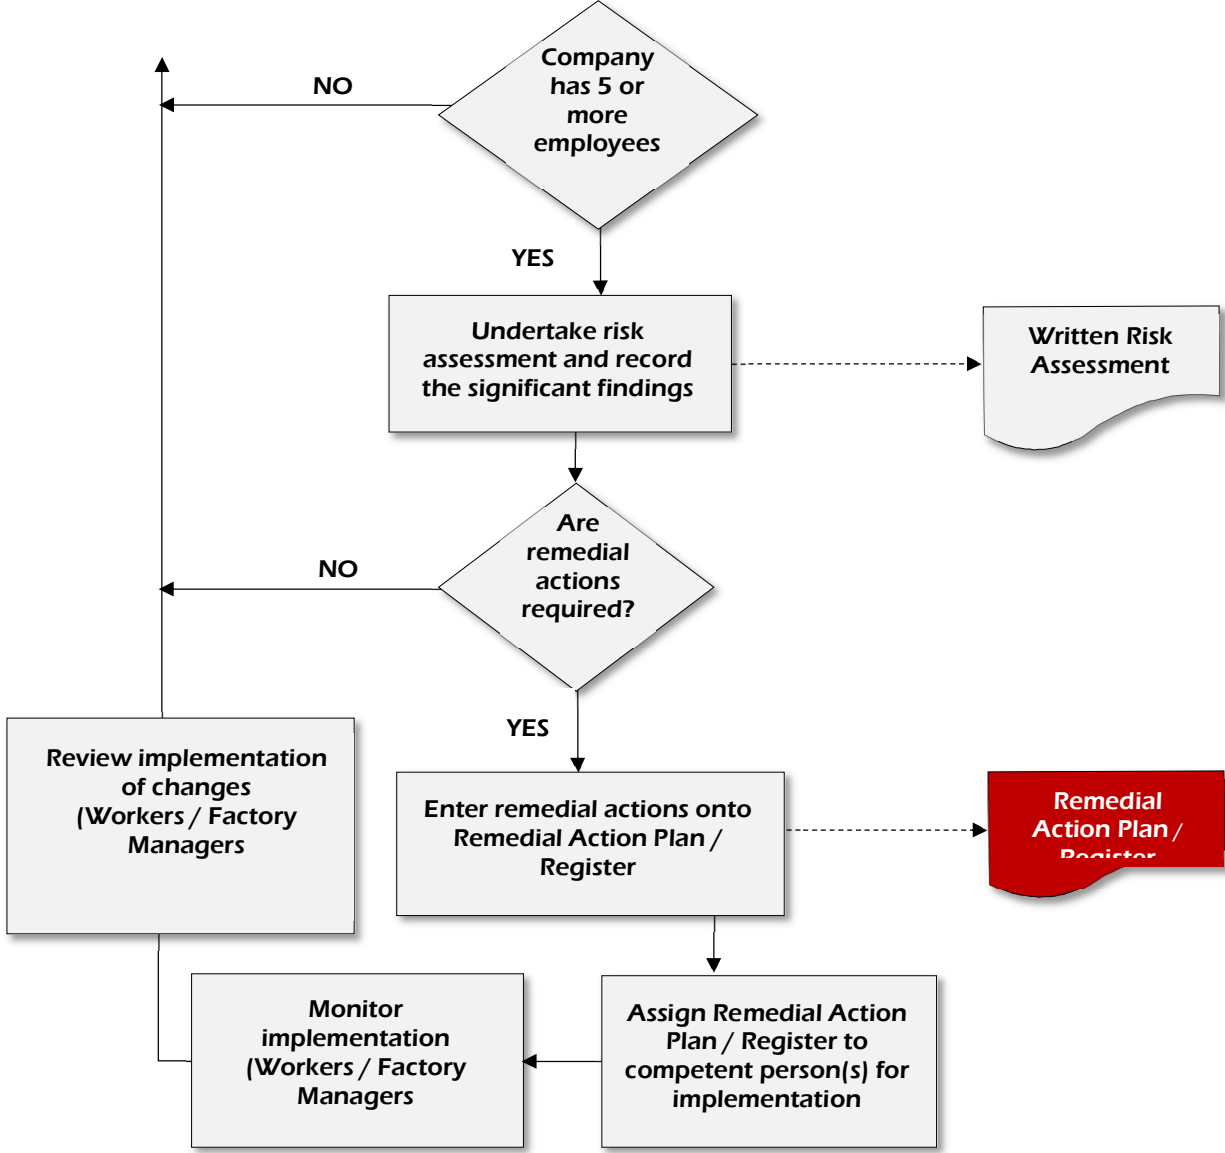 Company
has 5 or
more
employees
NO
YES
Undertake risk
assessment and record
the significant findings
Written Risk
Assessment
Are
remedial
actions
required?
NO
YES
Review implementation
of changes
(Workers / Factory
Managers
Enter remedial actions onto
Remedial Action Plan /
Register
Remedial
Action Plan /
Register
Monitor
implementation
(Workers / Factory
Managers
Assign Remedial Action
Plan / Register to
competent person(s) for
implementation